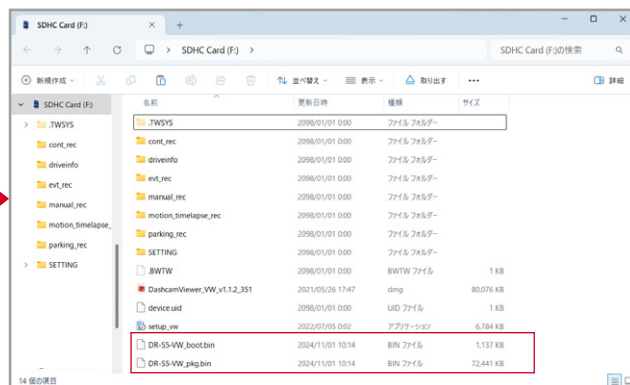 SDHC Card (F:)
SDHC Card (F:)
SDHC Card (F:)の検索
新規作成
並べ替え
表示
取り出す
詳細
SDHC Card (F:)
.TWSYS
cont_rec
driveinfo
evt_rec
manual_rec
motion_timelapse_
parking_rec
SETTING
名前 更新日時 種類 サイズ
.TWSYS 2098/01/01 0:00 ファイル フォルダー
cont_rec 2098/01/01 0:00 ファイル フォルダー
driveinfo 2098/01/01 0:00 ファイル フォルダー
evt_rec 2098/01/01 0:00 ファイル フォルダー
manual_rec 2098/01/01 0:00 ファイル フォルダー
motion_timelapse_rec 2098/01/01 0:00 ファイル フォルダー
parking_rec 2098/01/01 0:00 ファイル フォルダー
SETTING 2098/01/01 0:00 ファイル フォルダー
.BWTW 2098/01/01 0:00 BWTW ファイル 1 KB
DashcamViewer_VW_v1.1.2_351 2021/05/26 17:47 dmg 80,076 KB
device.uid 2098/01/01 0:00 UID ファイル 1 KB
setup_vw 2022/07/05 0:02 アプリケーション 6,784 KB
DR-S5-VW_boot.bin 2024/11/01 10:14 BIN ファイル 1,137 KB
DR-S5-VW_pkg.bin 2024/11/01 10:14 BIN ファイル 72,441 KB
14 個の項目